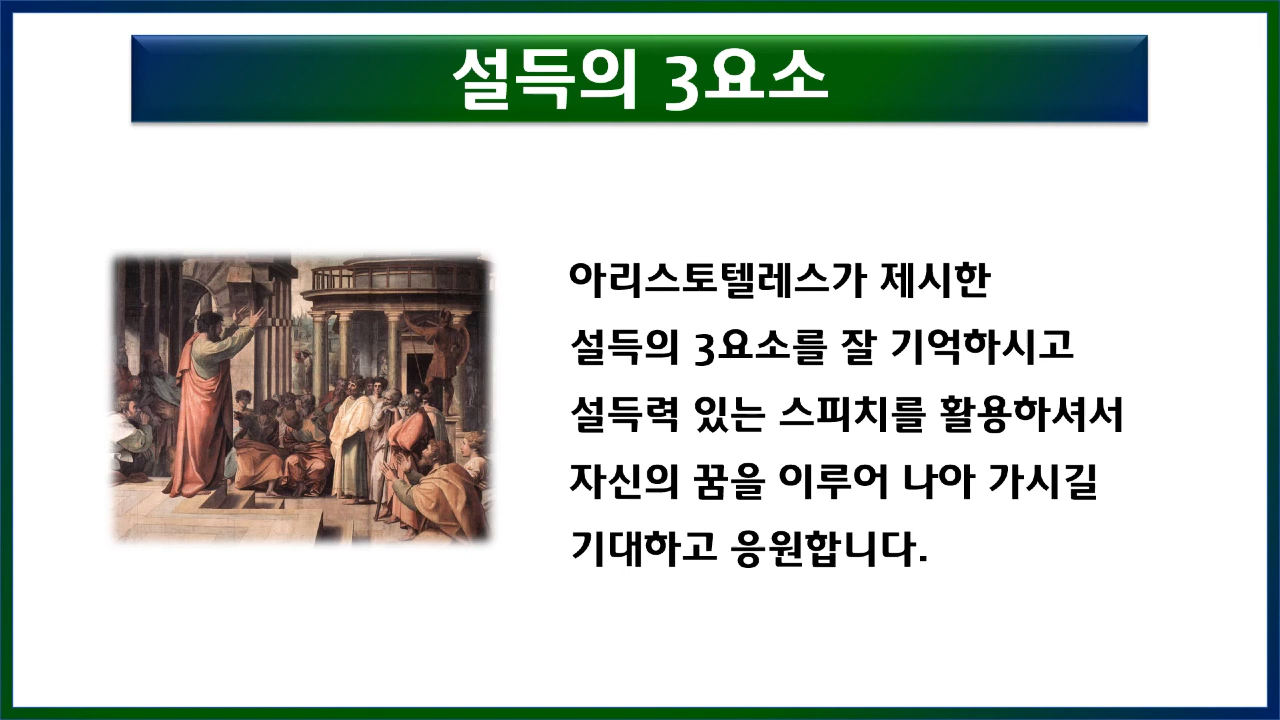 설득의 3요소
아리스토텔레스가 제시한
설득의 3요소를 잘 기억하시고
설득력 있는 스피치를 활용하셔서
자신의 꿈을 이루어 나아 가시길
기대하고 응원합니다.